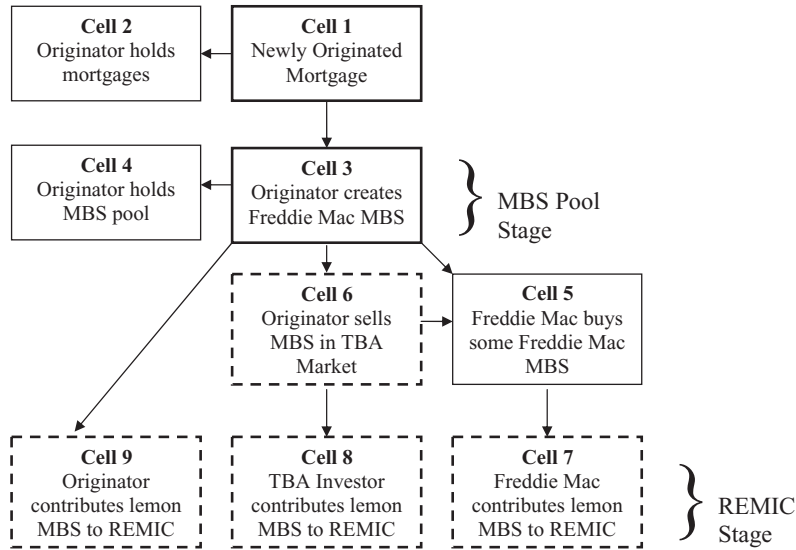 Cell 2
Originator holds
mortgages
Cell 1
Newly Originated
Mortgage
Cell 4
Originator holds
MBS pool
Cell 3
Originator creates
Freddie Mac MBS
MBS Pool
Stage
Cell 6
Originator sells
MBS in TBA
Market
Cell 5
Freddie Mac buys
some Freddie Mac
MBS
Cell 9
Originator
contributes lemon
MBS to REMIC
Cell 8
TBA Investor
contributes lemon
MBS to REMIC
Cell 7
Freddie Mac
contributes lemon
MBS to REMIC
REMIC
Stage